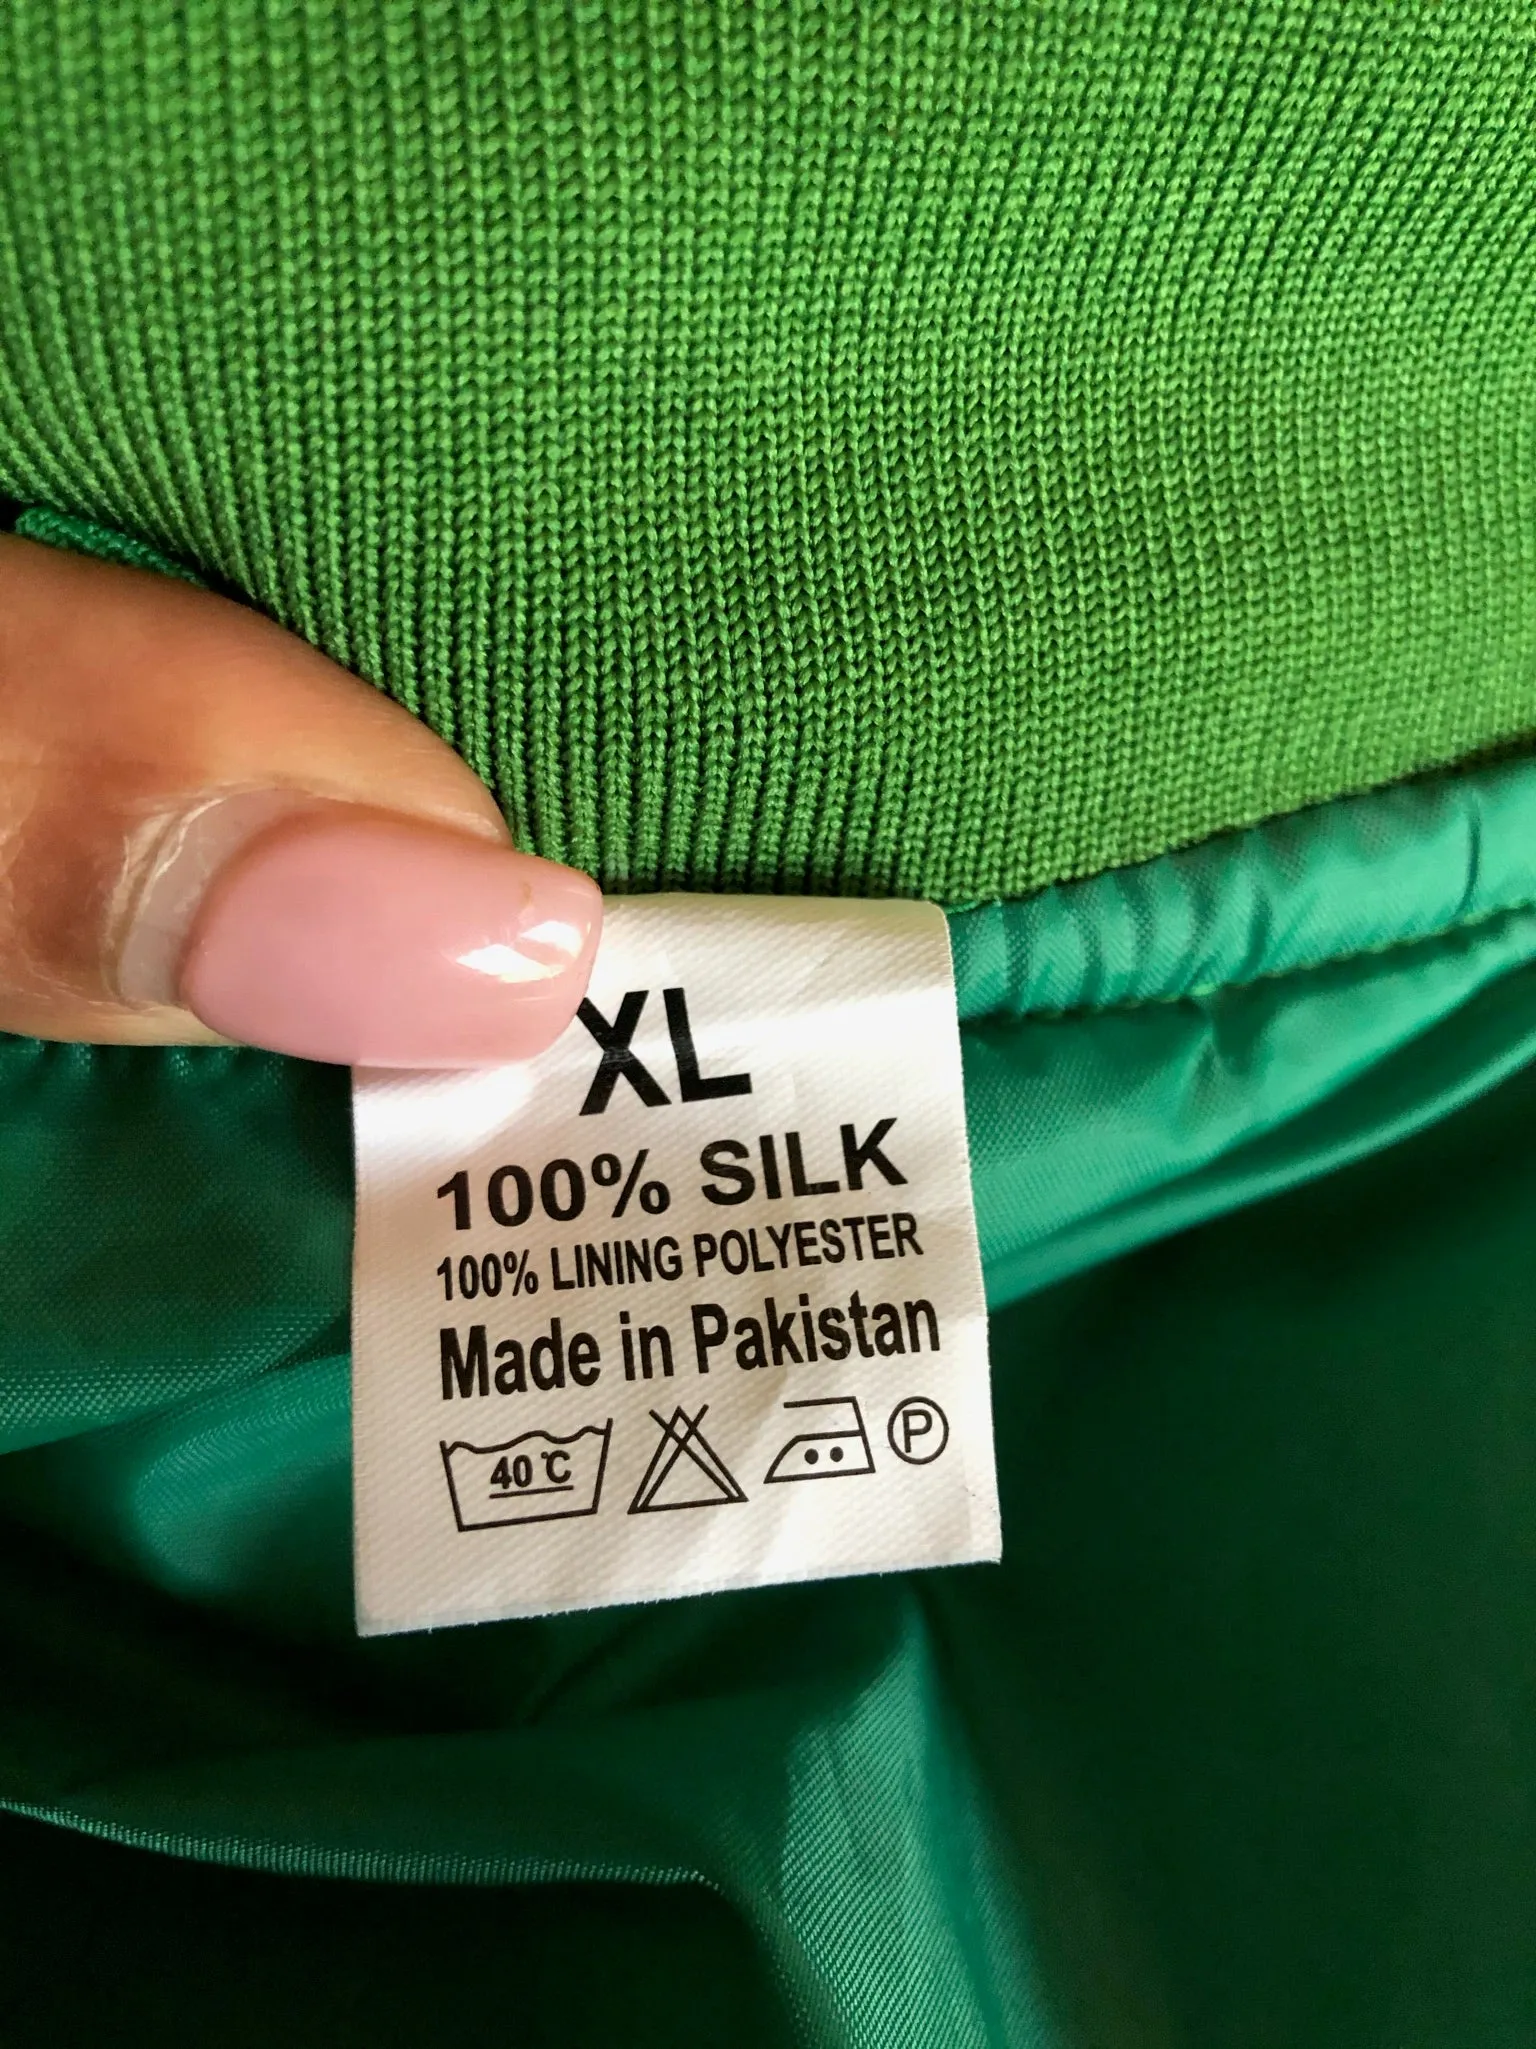 XL
100% SILK
100% LINING POLYESTER
Made in Pakistan
40 °C
P